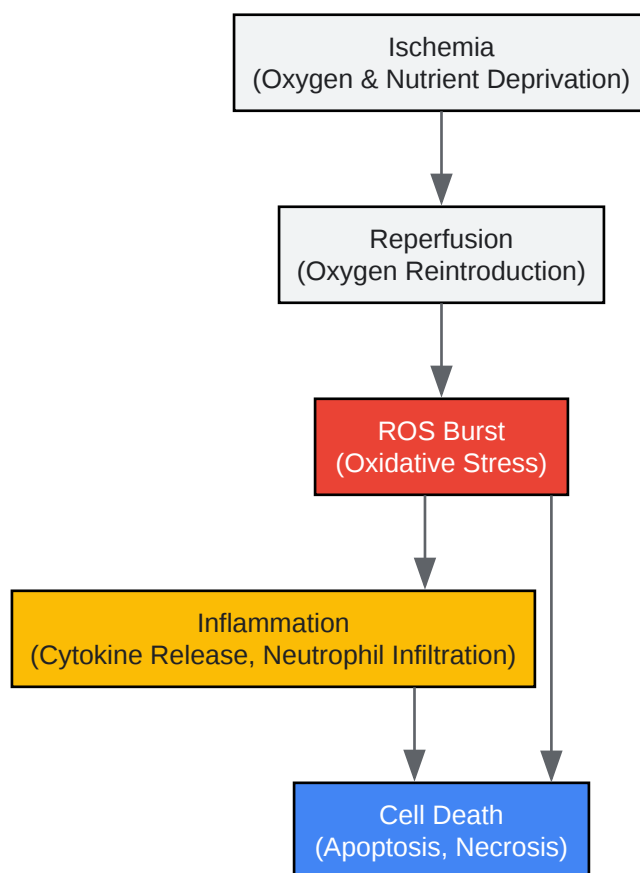 Ischemia
(Oxygen & Nutrient Deprivation)
Reperfusion
(Oxygen Reintroduction)
ROS Burst
(Oxidative Stress)
Inflammation
(Cytokine Release, Neutrophil Infiltration)
Cell Death
(Apoptosis, Necrosis)